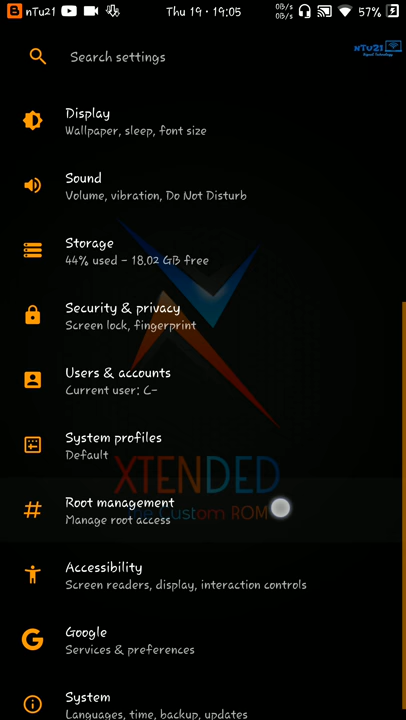 nTu21
Thu 19 • 19:05
0B/s
0B/s
57%
Search settings
nTU21
Display
Wallpaper, sleep, font size
Sound
Volume, vibration, Do Not Disturb
Storage
44% used – 18.02 GB free
Security & privacy
Screen lock, fingerprint
Users & accounts
Current user: C~
System profiles
Default
XTENDED
Root management
Custom ROM
Manage root access
Accessibility
Screen readers, display, interaction controls
Google
Services & preferences
System
Languages, time, backup, updates